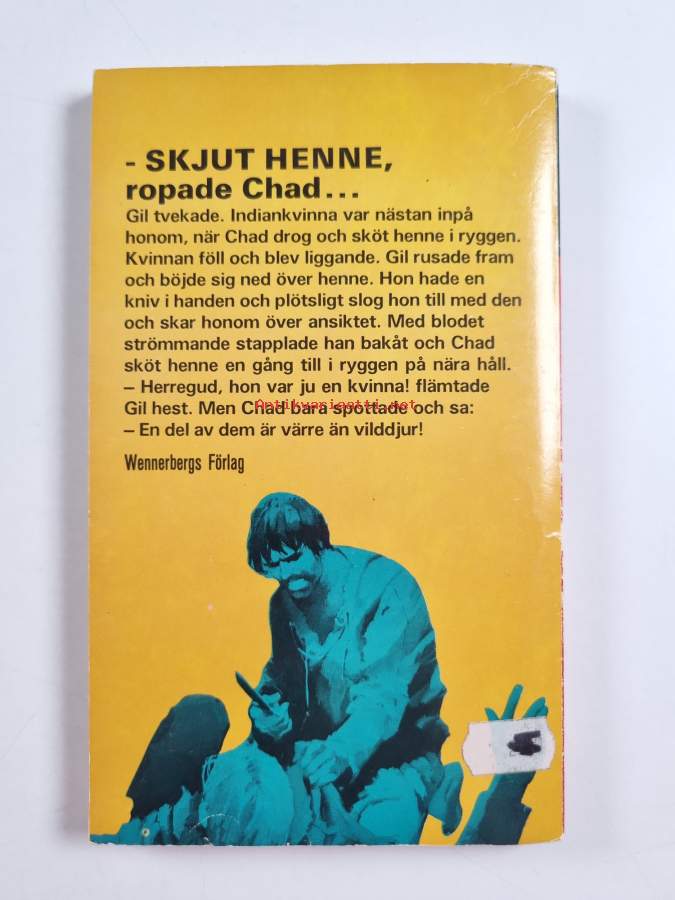 - SKJUT HENNE,
ropade Chad...
Gil tvekade. Indiankvinna var nästan inpå
honom, när Chad drog och sköt henne i ryggen.
Kvinnan föll och blev liggande. Gil rusade fram
och böjde sig ned över henne. Hon hade en
kniv i handen och plötsligt slog hon till med den
och skar honom över ansiktet. Med blodet
strömmande stapplade han bakåt och Chad
sköt henne en gång till i ryggen på nära håll.
– Herregud, hon var ju en kvinna! flämtade
Gil hest. Men Chad bara spottade och sa:
– En del av dem är värre än vilddjur!
Wennerbergs Förlag
Antikvariaatti.net